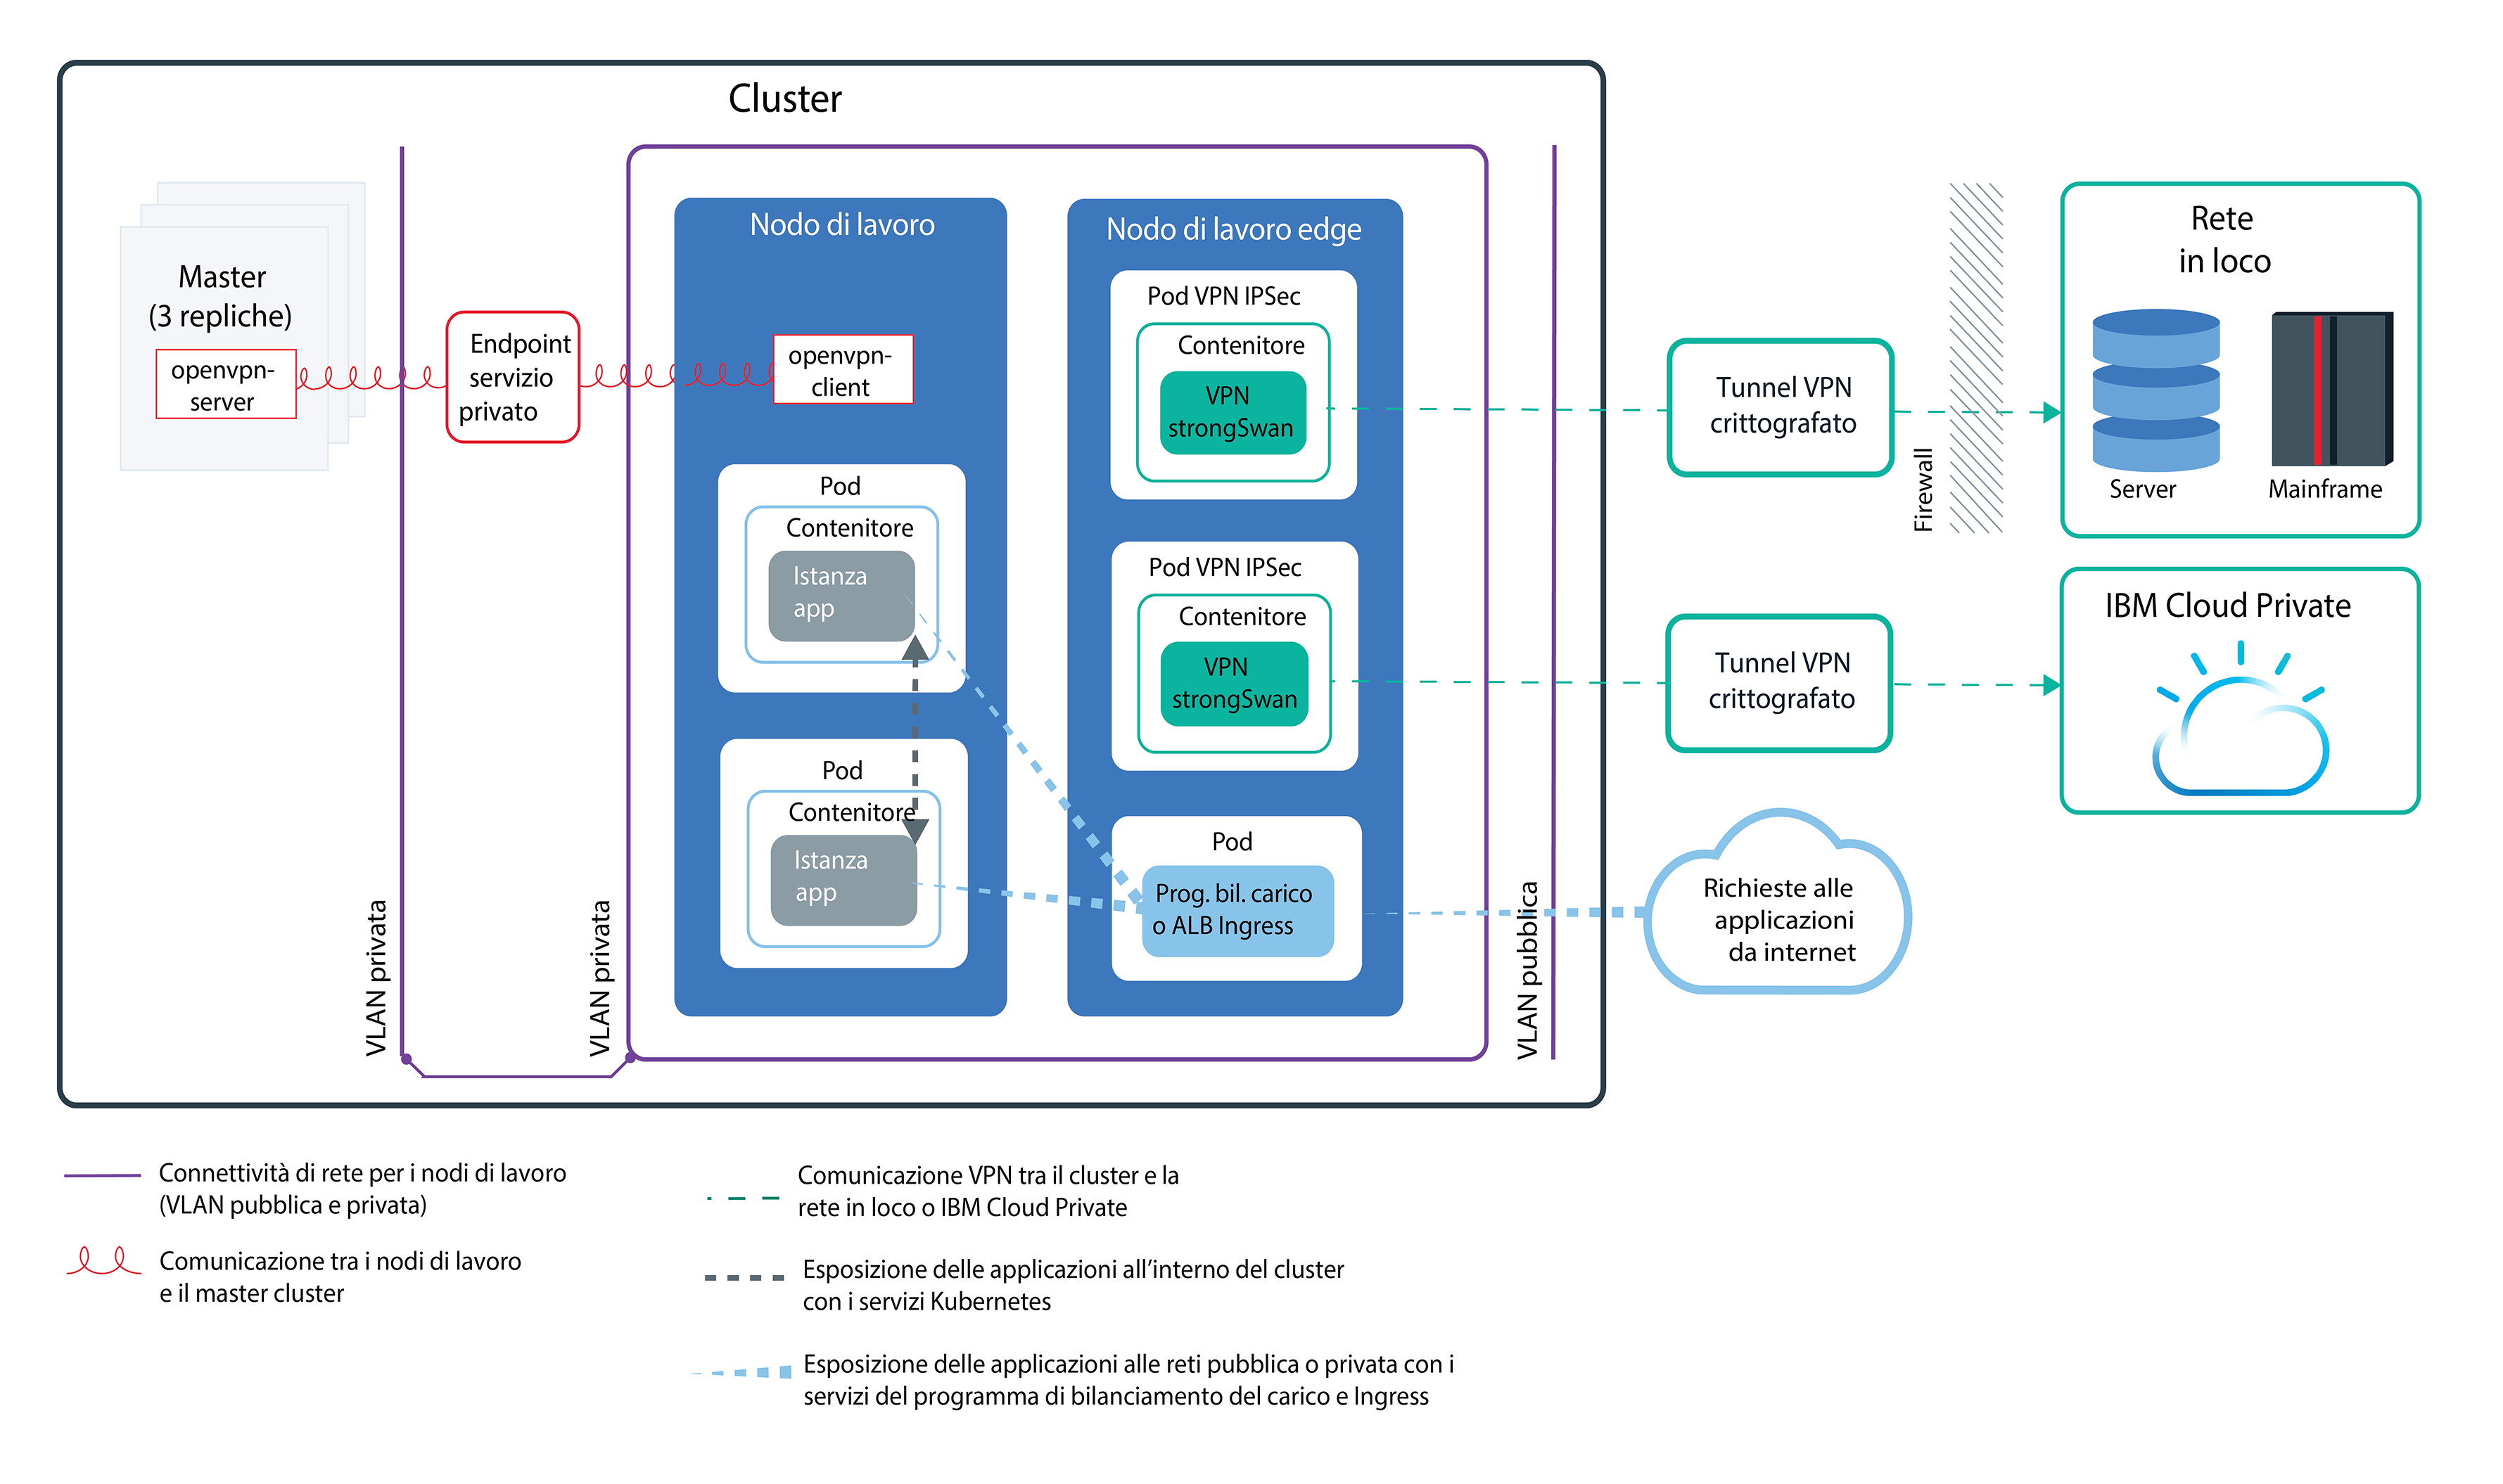 Cluster
Master
(3 repliche)
openvpn-
server
Endpoint
servizio
privato
VLAN privata
VLAN privata
Nodo di lavoro
openvpn-
client
Pod
Contenitore
Istanza
app
Pod
Contenitore
Istanza
app
Nodo di lavoro edge
Pod VPN IPSec
Contenitore
VPN
strongSwan
Pod VPN IPSec
Contenitore
VPN
strongSwan
Pod
Prog. bil. carico
o ALB Ingress
VLAN pubblica
Tunnel VPN
crittografato
Firewall
Rete
in loco
Server
Mainframe
Tunnel VPN
crittografato
IBM Cloud Private
Richieste alle
applicazioni
da internet
Connettività di rete per i nodi di lavoro
(VLAN pubblica e privata)
Comunicazione tra i nodi di lavoro
e il master cluster
Comunicazione VPN tra il cluster e la
rete in loco o IBM Cloud Private
Esposizione delle applicazioni all’interno del cluster
con i servizi Kubernetes
Esposizione delle applicazioni alle reti pubblica o privata con i
servizi del programma di bilanciamento del carico e Ingress